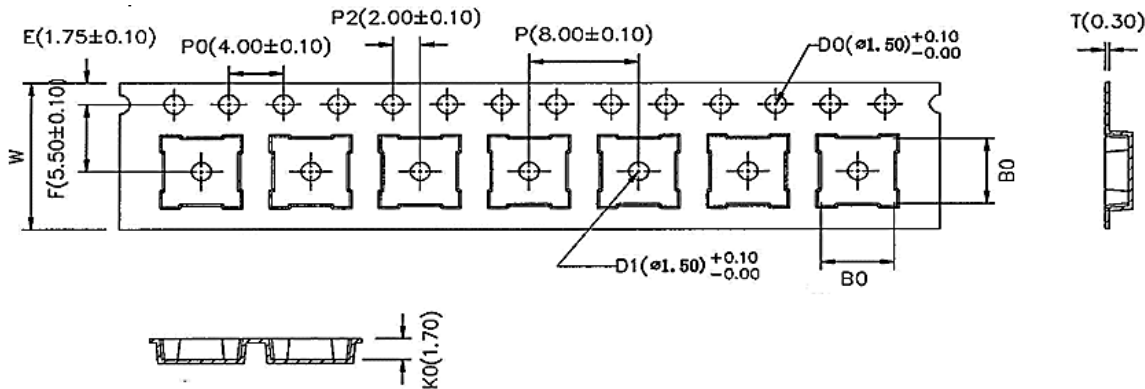 P2(2.00±0.10)
E(1.75±0.10)
P0(4.00±0.10)
P(8.00±0.10)
D0(ø1.50)+0.10
-0.00
T(0.30)
W
F(5.50±0.10)
B0
D1(ø1.50)+0.10
-0.00
B0
K0(1.70)